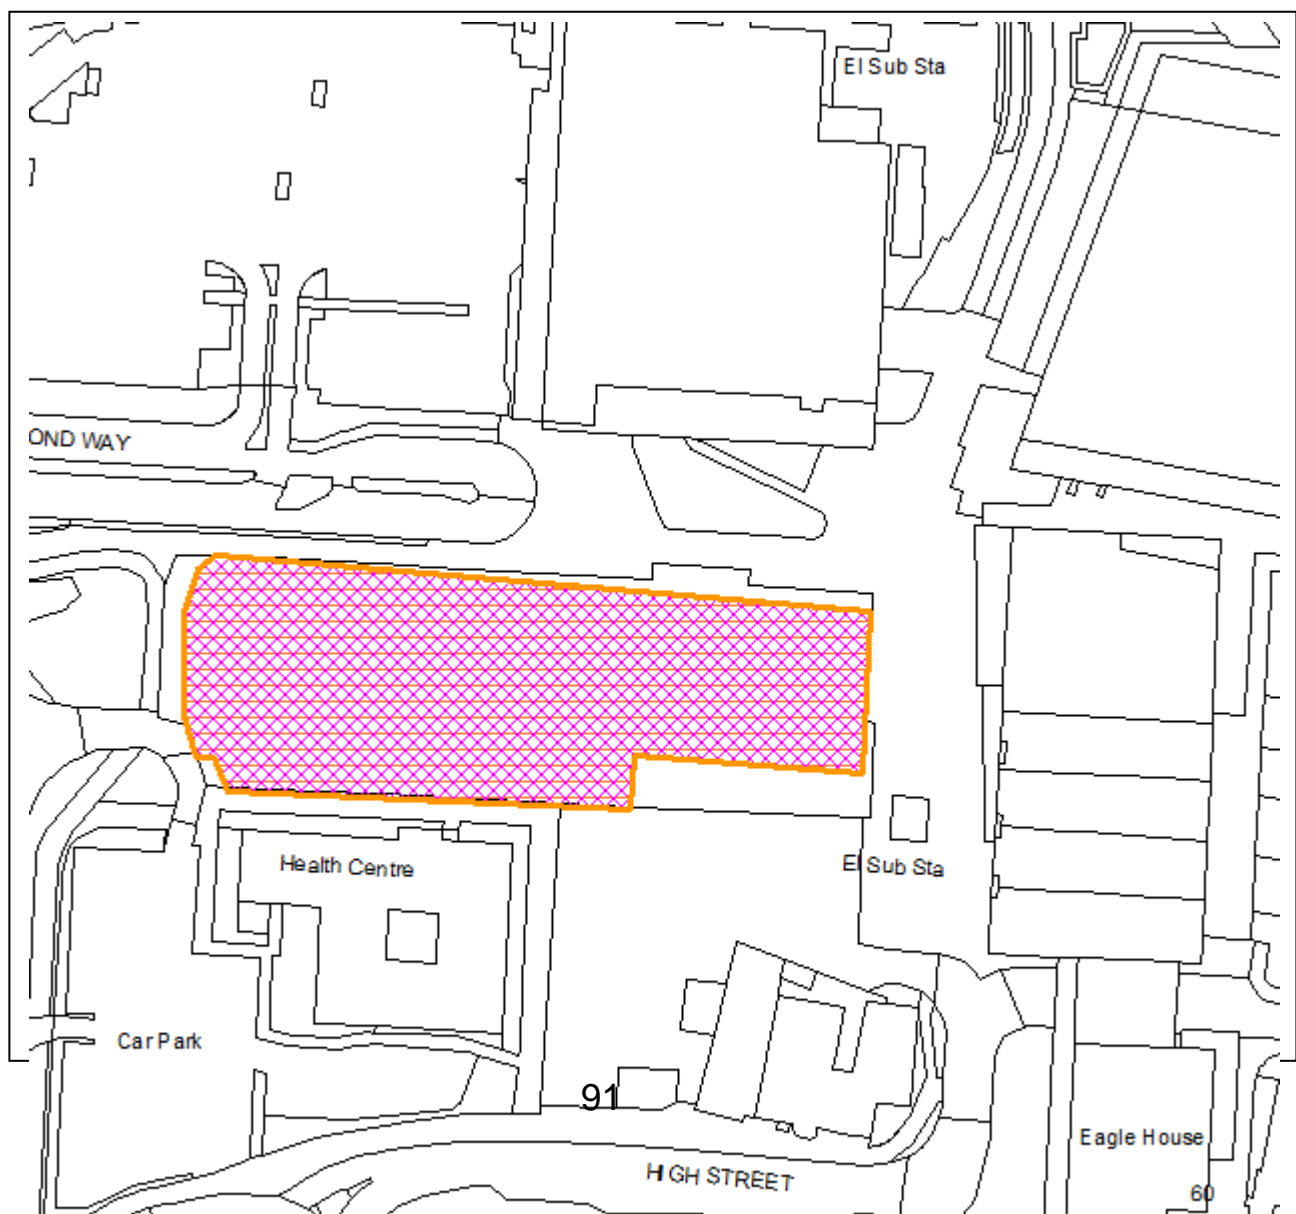 El Sub Sta
OND WAY
Health Centre
El Sub Sta
Car Park
91
Eagle House
HIGH STREET
60